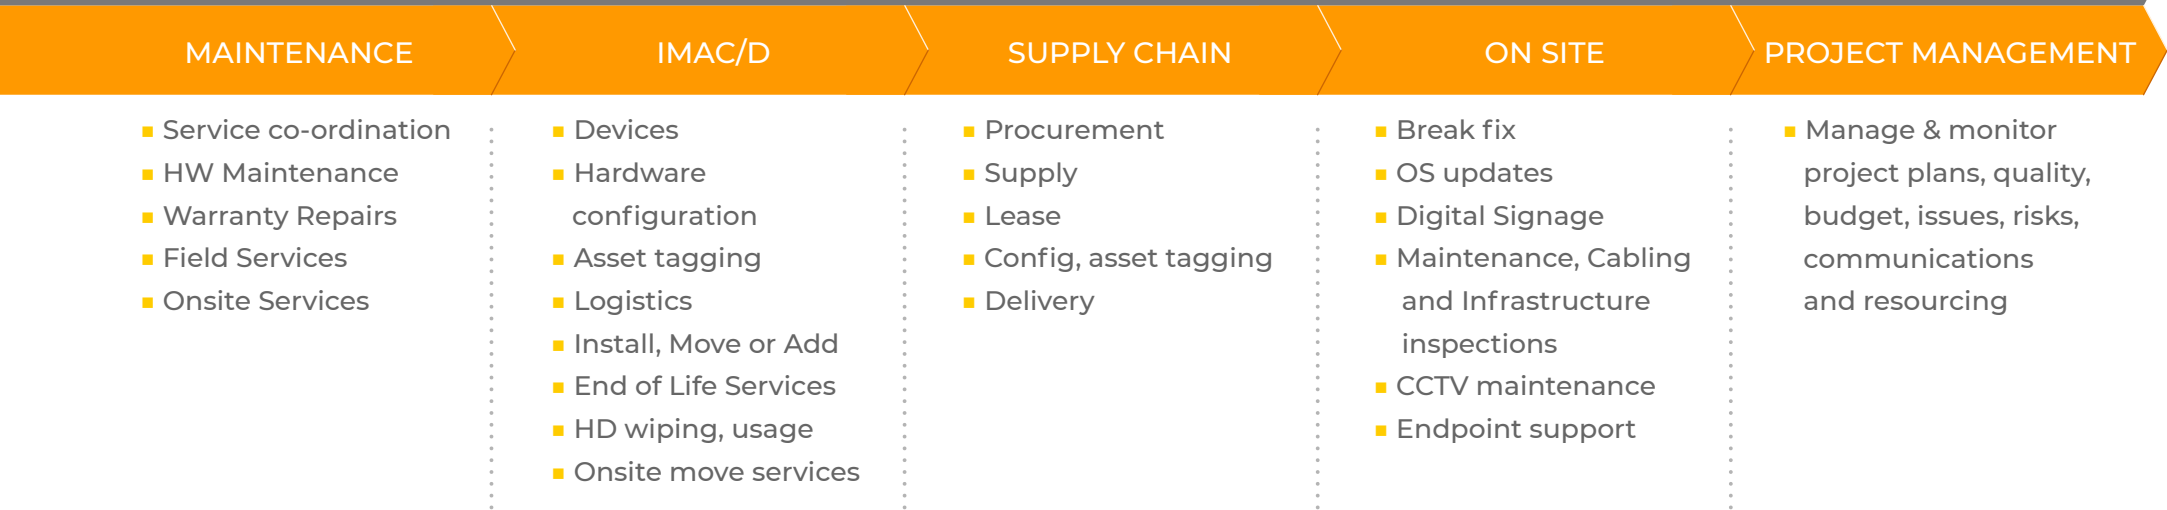 MAINTENANCE
IMAC/D
SUPPLY CHAIN
ON SITE
PROJECT MANAGEMENT
Service co-ordination
HW Maintenance
Warranty Repairs
Field Services
Onsite Services
Devices
Hardware
configuration
Asset tagging
Logistics
Install, Move or Add
End of Life Services
HD wiping, usage
Onsite move services
Procurement
Supply
Lease
Config, asset tagging
Delivery
Break fix
OS updates
Digital Signage
Maintenance, Cabling
and Infrastructure
inspections
CCTV maintenance
Endpoint support
Manage & monitor
project plans, quality,
budget, issues, risks,
communications
and resourcing